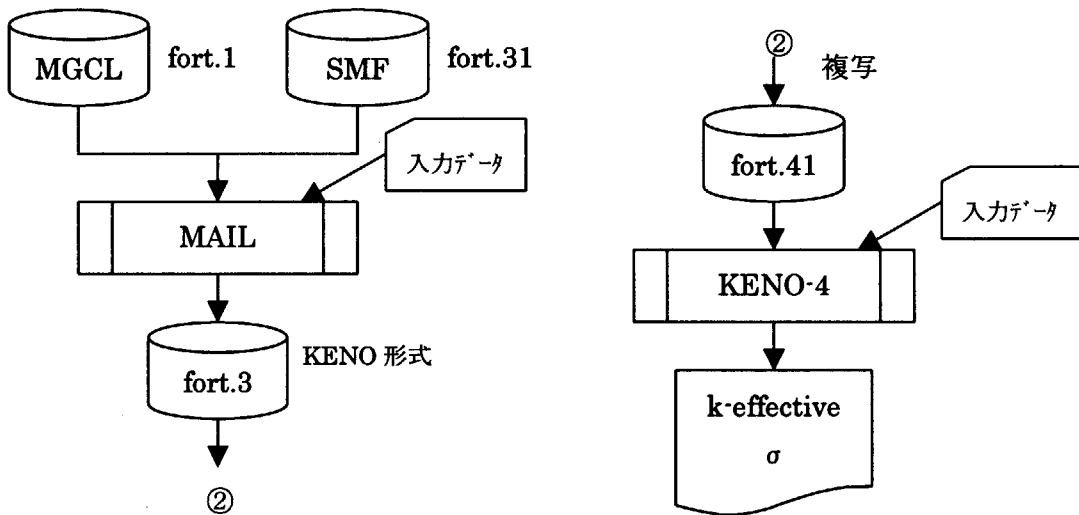 MGCL
fort.1
SMF
fort.31
入力ﾃﾞｰﾀ
MAIL
fort.3
KENO 形式
②
②
複写
fort.41
入力ﾃﾞｰﾀ
KENO-4
k-effective
σ